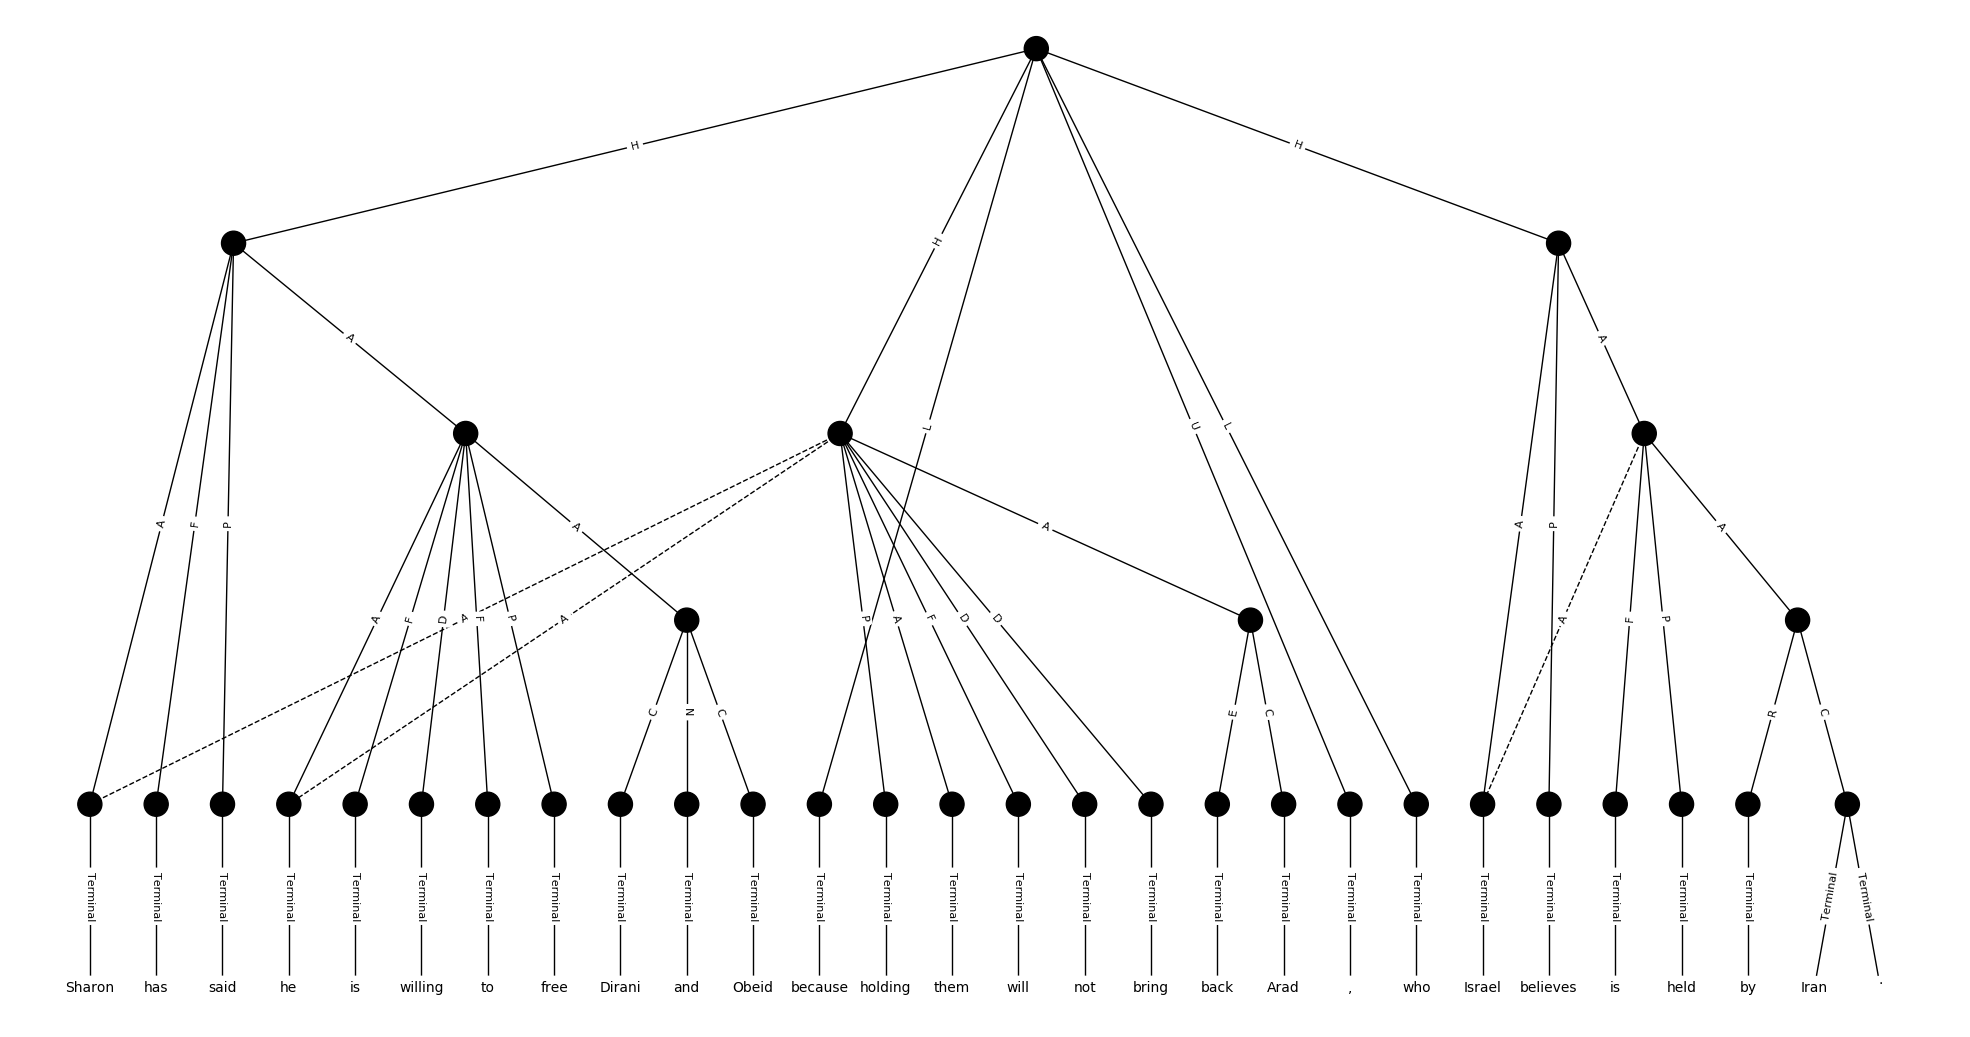 H H
H
A
A L U L
A F P A A A P A
A F D A F P A P A F D D A F P
C N C E C R C
Terminal Terminal Terminal Terminal Terminal Terminal Terminal Terminal Terminal Terminal Terminal Terminal Terminal Terminal Terminal Terminal Terminal Terminal Terminal Terminal Terminal Terminal Terminal Terminal Terminal Terminal Terminal Terminal
Sharon has said he is willing to free Dirani and Obeid because holding them will not bring back Arad , who Israel believes is held by Iran .